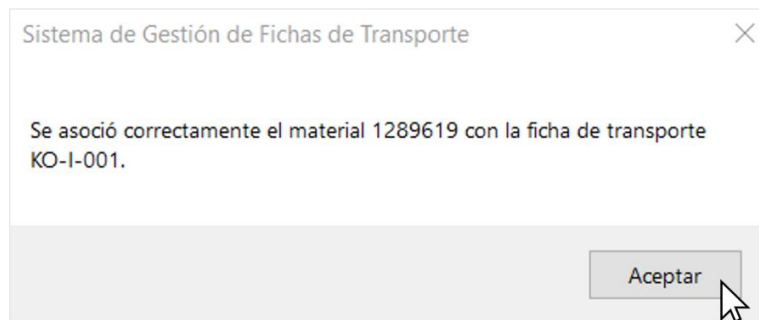 Sistema de Gestión de Fichas de Transporte
Se asoció correctamente el material 1289619 con la ficha de transporte
KO-I-001.
Aceptar